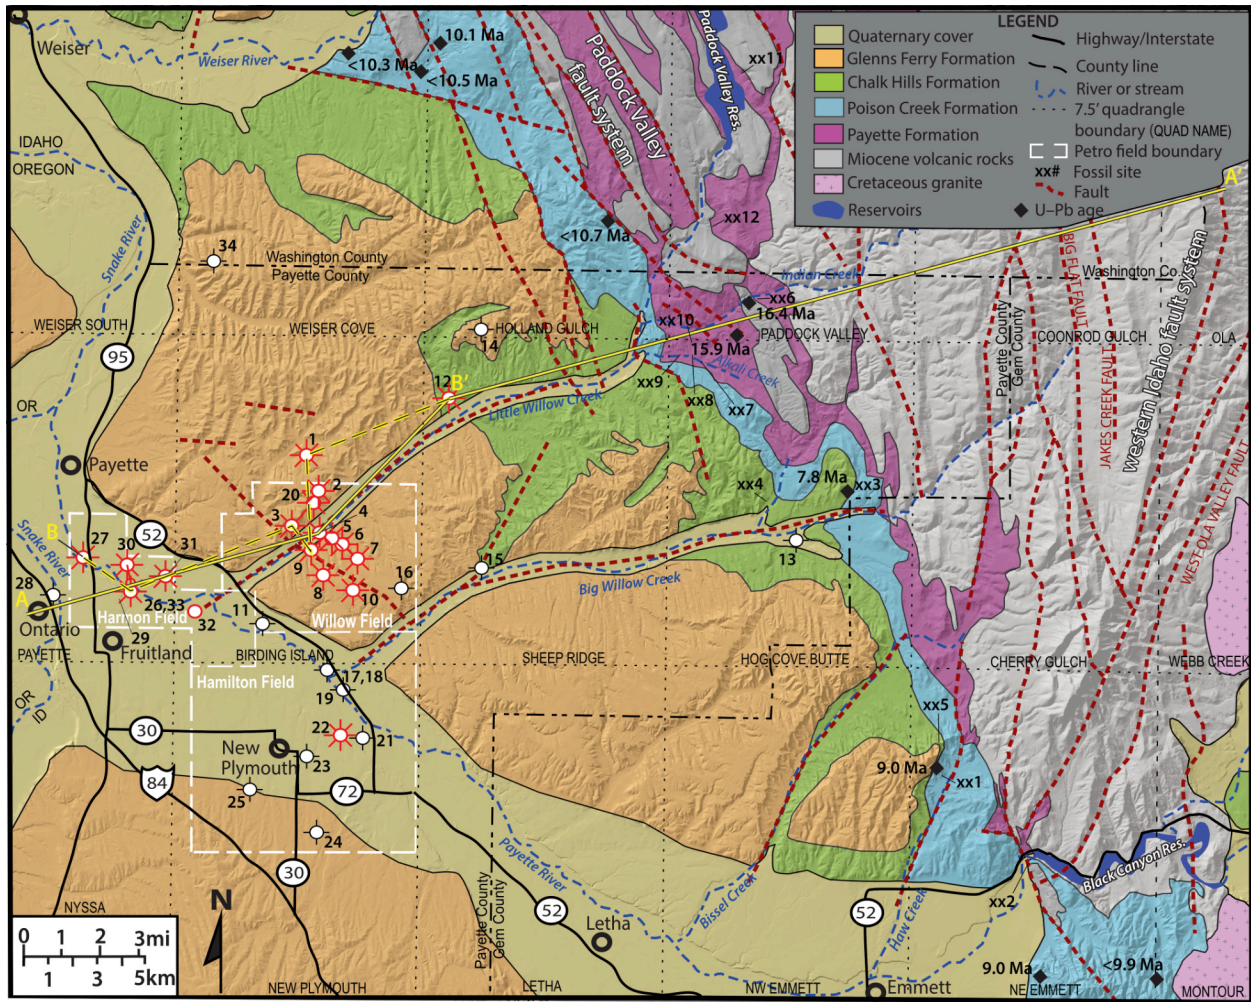 LEGEND
Quaternary cover
Glenns Ferry Formation
Chalk Hills Formation
Poison Creek Formation
Payette Formation
Miocene volcanic rocks
Cretaceous granite
Reservoirs
Highway/Interstate
County line
River or stream
7.5' quadrangle
boundary (QUAD NAME)
Petro field boundary
xx# Fossil site
Fault
U–Pb age
Weiser
Weiser River
10.1 Ma
<10.3 Ma
<10.5 Ma
Paddock Valley
fault system
Paddock Valley Res.
xx11
xx12
IDAHO
OREGON
Snake River
34
Washington County
Payette County
<10.7 Ma
Indian Creek
Washington Co.
A'
WEISER SOUTH
WEISER COVE
HOLLAND GULCH
14
xx10
xx6
16.4 Ma
15.9 Ma
PADDOCK VALLEY
Payette County
Gem County
COONROD GULCH
OLA
BIG FLAT FAULT
JAKES CREEK FAULT
western Idaho fault system
WEST OLA VALLEY FAULT
95
OR
ID
12
B'
Little Willow Creek
xx9
Alkali Creek
xx8
xx7
Payette
1
2
20
3
4
5
6
7
9
8
10
16
15
xx4
7.8 Ma
xx3
13
Big Willow Creek
B
27
30
52
31
Snake River
28
A
Ontario
26,33
Harmon Field
32
11
Willow Field
29
Fruitland
PAYETTE
BIRDING ISLAND
SHEEP RIDGE
HOG COVE BUTTE
CHERRY GULCH
WEBB CREEK
Hamilton Field
17,18
19
OR
ID
30
New
Plymouth
22
21
23
xx5
9.0 Ma
xx1
84
25
72
24
30
Payette River
Black Canyon Res.
NYSSA
N
Payette County
Gem County
52
Letha
Bissel Creek
52
Haw Creek
xx2
0 1 2 3mi
1 3 5km
NEW PLYMOUTH
LETHA
NW EMMETT
Emmett
9.0 Ma
NE EMMETT
<9.9 Ma
MONTOUR